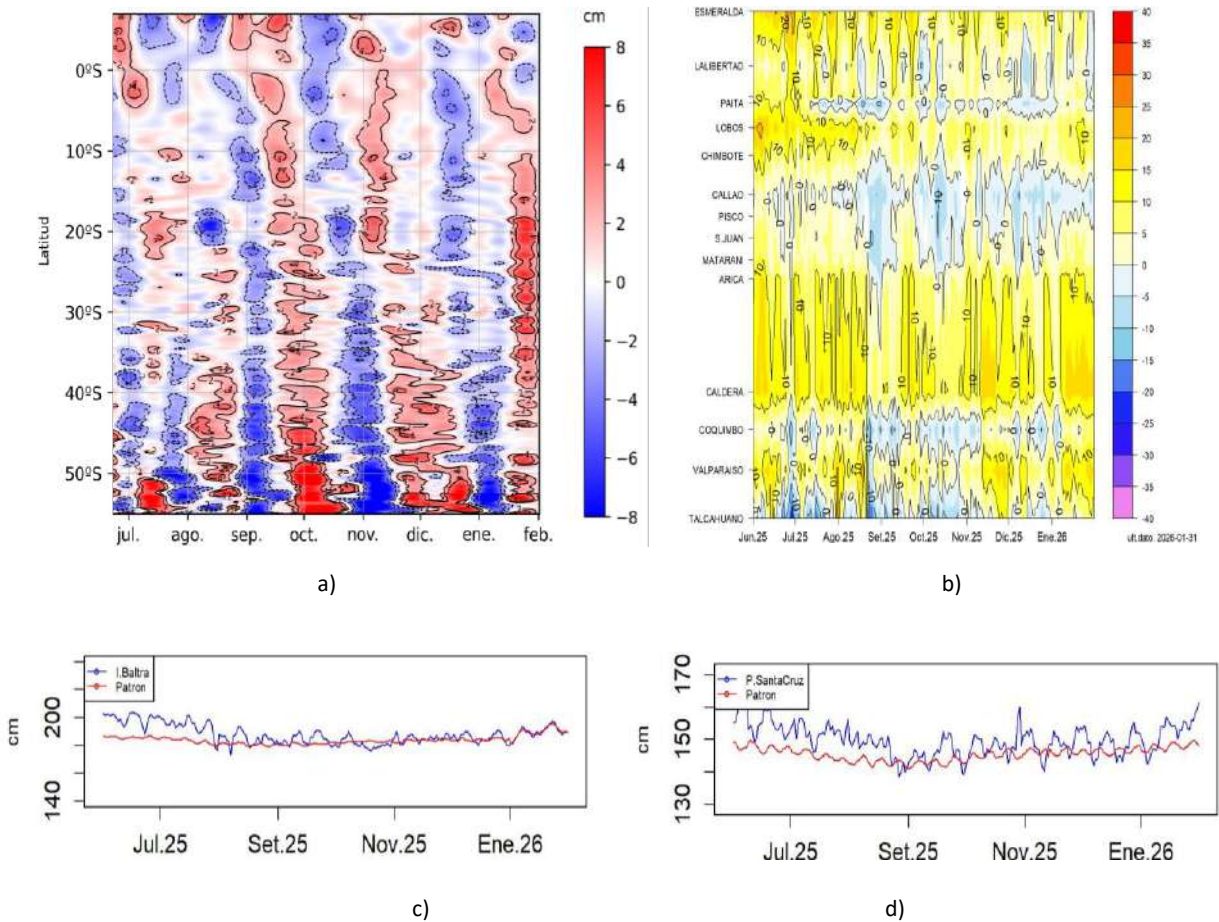 cm
8
6
4
2
0
−2
−4
−6
−8
Latitud
0ºS
10ºS
20ºS
30ºS
40ºS
50ºS
jul. ago. sep. oct. nov. dic. ene. feb.
a)
ESMERALDA
LALIBERTAD
PAITA
LOBOS
CHIMBOTE
CALLAO
PISCO
S.JUAN
MATARANI
ARICA
CALDERA
COQUIMBO
VALPARAISO
TALCAHUANO
Jun.25 Jul.25 Ago.25 Set.25 Oct.25 Nov.25 Dic.25 Ene.26
40
35
30
25
20
15
10
5
0
-5
-10
-15
-20
-25
-30
-35
-40
ult.dato: 2026-01-31
b)
I.Baltra
Patron
cm
200
140
Jul.25 Set.25 Nov.25 Ene.26
c)
P.SantaCruz
Patron
cm
170
150
130
Jul.25 Set.25 Nov.25 Ene.26
d)